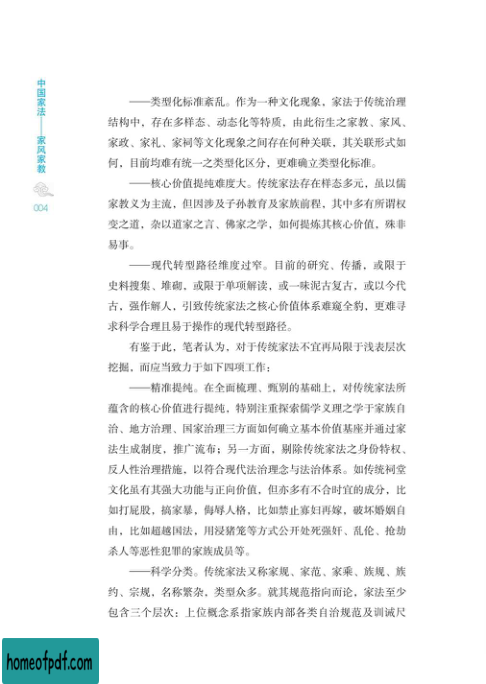 中国家法——家风家教
004
——类型化标准紊乱。作为一种文化现象，家法于传统治理
结构中，存在多样态、动态化等特质，由此衍生之家教、家风、
家政、家礼、家祠等文化现象之间存在何种关联，其关联形式如
何，目前均难有统一之类型化区分，更难确立类型化标准。
——核心价值提纯难度大。传统家法存在样态多元，虽以儒
家教义为主流，但因涉及子孙教育及家族前程，其中多有所谓权
变之道，杂以道家之言、佛家之学，如何提炼其核心价值，殊非
易事。
——现代转型路径维度过窄。目前的研究、传播，或限于
史料搜集、堆砌，或限于单项解读，或一味泥古复古，或以今代
古，强作解人，引致传统家法之核心价值体系难窥全豹，更难寻
求科学合理且易于操作的现代转型路径。
有鉴于此，笔者认为，对于传统家法不宜再局限于浅表层次
挖掘，而应当致力于如下四项工作：
——精准提纯。在全面梳理、甄别的基础上，对传统家法所
蕴含的核心价值进行提纯，特别注重探索儒学义理之学于家族自
治、地方治理、国家治理三方面如何确立基本价值基座并通过家
法生成制度，推广流布；另一方面，剔除传统家法之身份特权、
反人性治理措施，以符合现代法治理念与法治体系。如传统祠堂
文化虽有其强大功能与正向价值，但亦多有不合时宜的成分，比
如打屁股，搞家暴，侮辱人格，比如禁止寡妇再嫁，破坏婚姻自
由，比如超越国法，用浸猪笼等方式公开处死强奸、乱伦、抢劫
杀人等恶性犯罪的家族成员等。
——科学分类。传统家法又称家规、家范、家乘、族规、族
约、宗规，名称繁杂，类型众多。就其规范指向而论，家法至少
包含三个层次：上位概念系指家族内部各类自治规范及训诫尺
homeofpdf.com